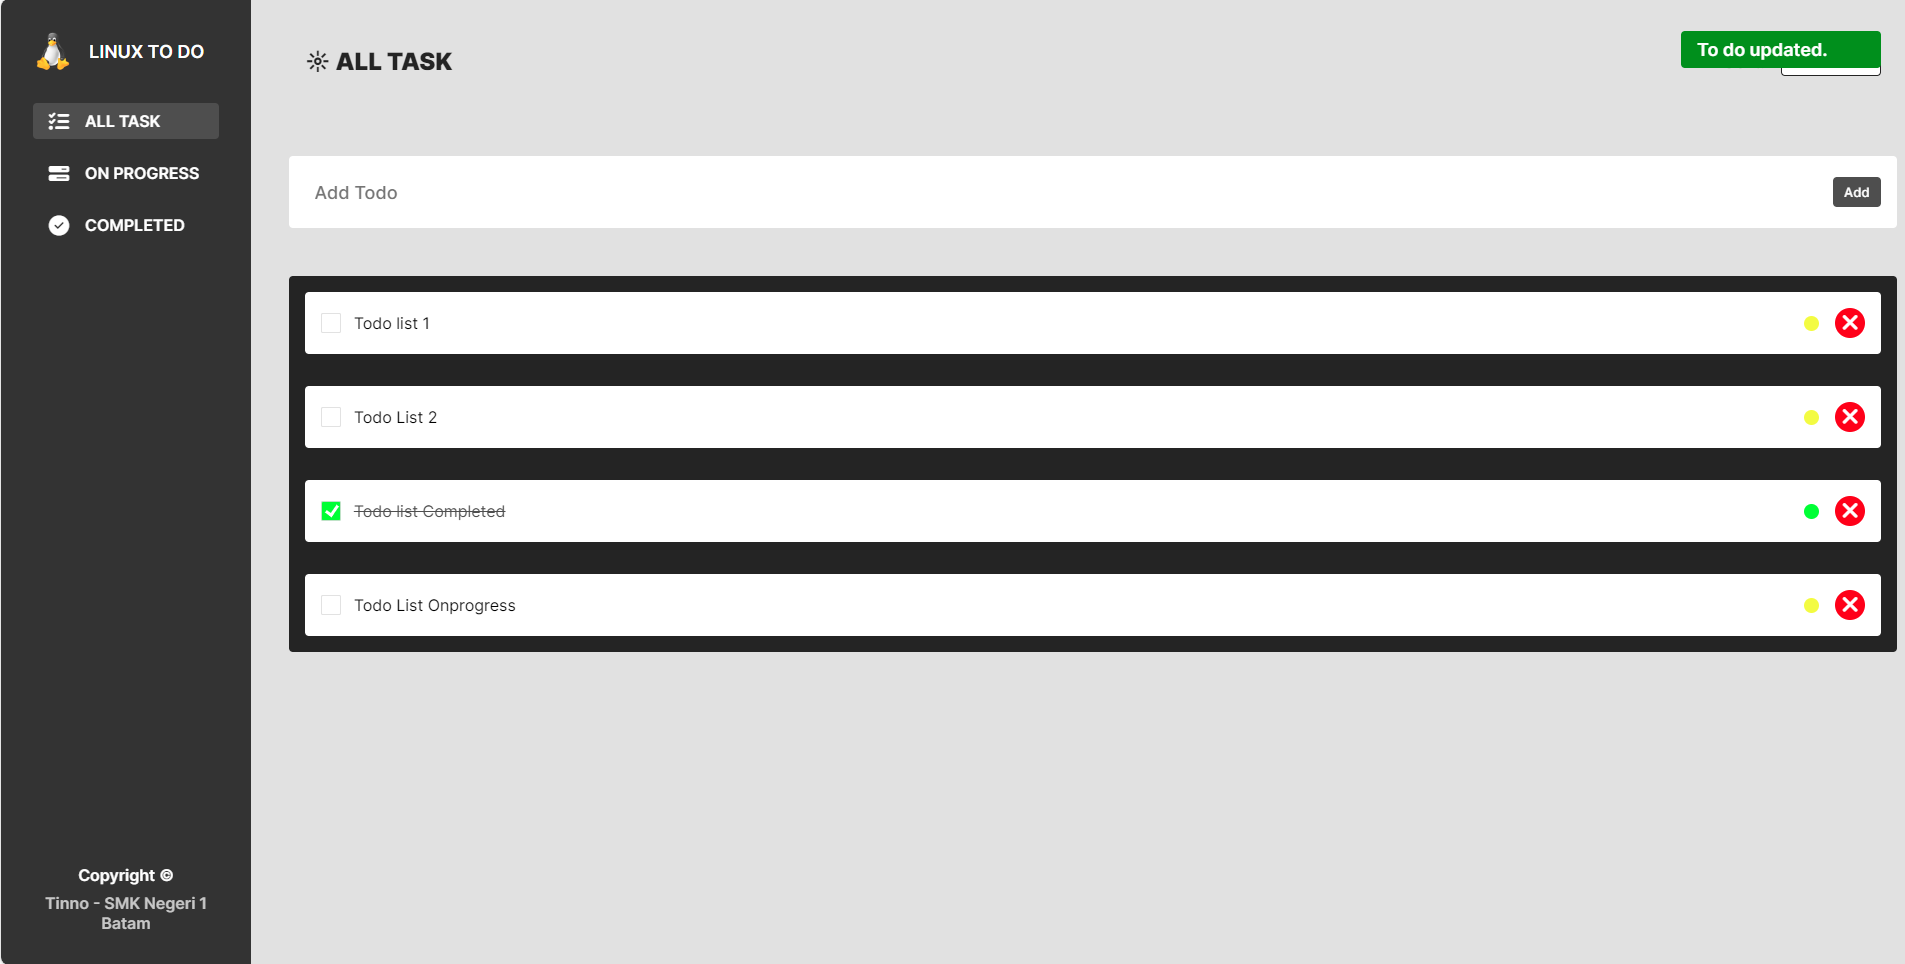 LINUX TO DO
ALL TASK
ON PROGRESS
COMPLETED
Copyright ©
Tinno - SMK Negeri 1
Batam
ALL TASK
To do updated.
Add Todo
Add
Todo list 1
Todo List 2
Todo list Completed
Todo List Onprogress